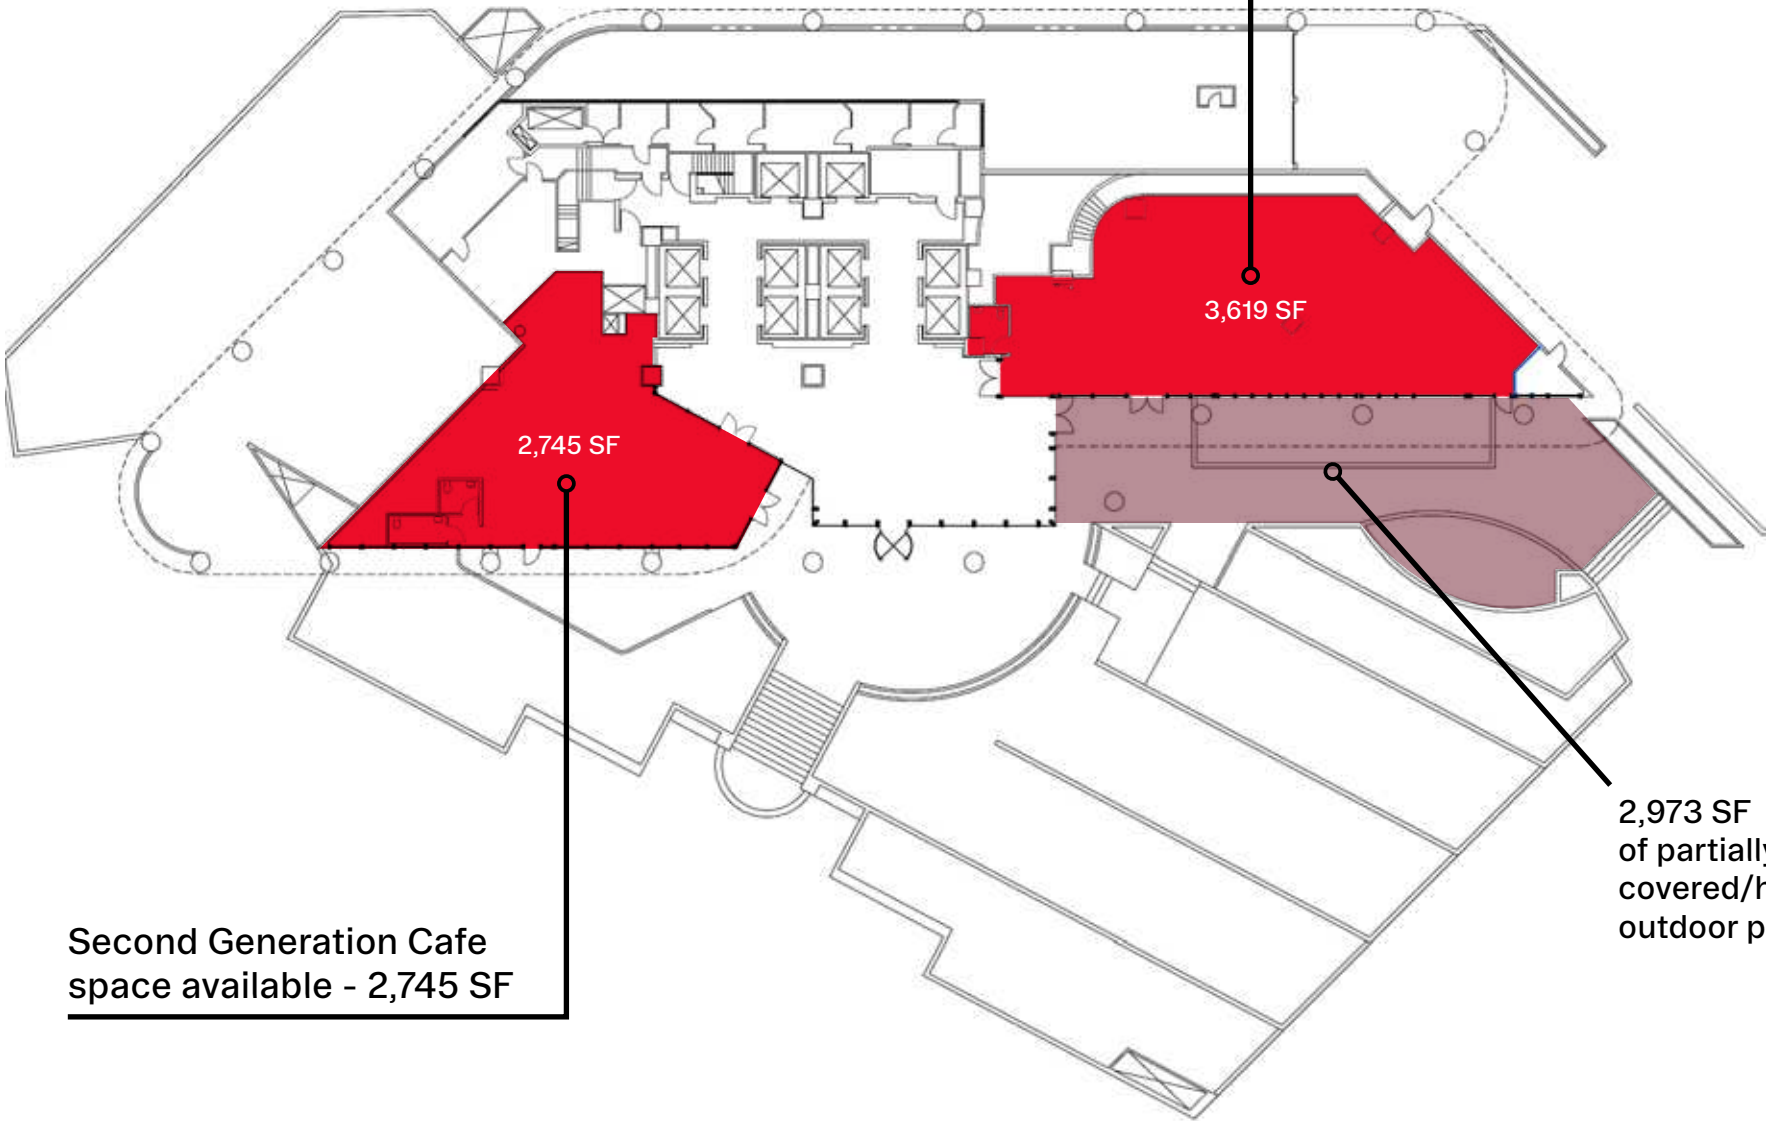 3,619 SF
2,745 SF
2,973 SF
of partially
covered/h
outdoor p
Second Generation Cafe
space available - 2,745 SF